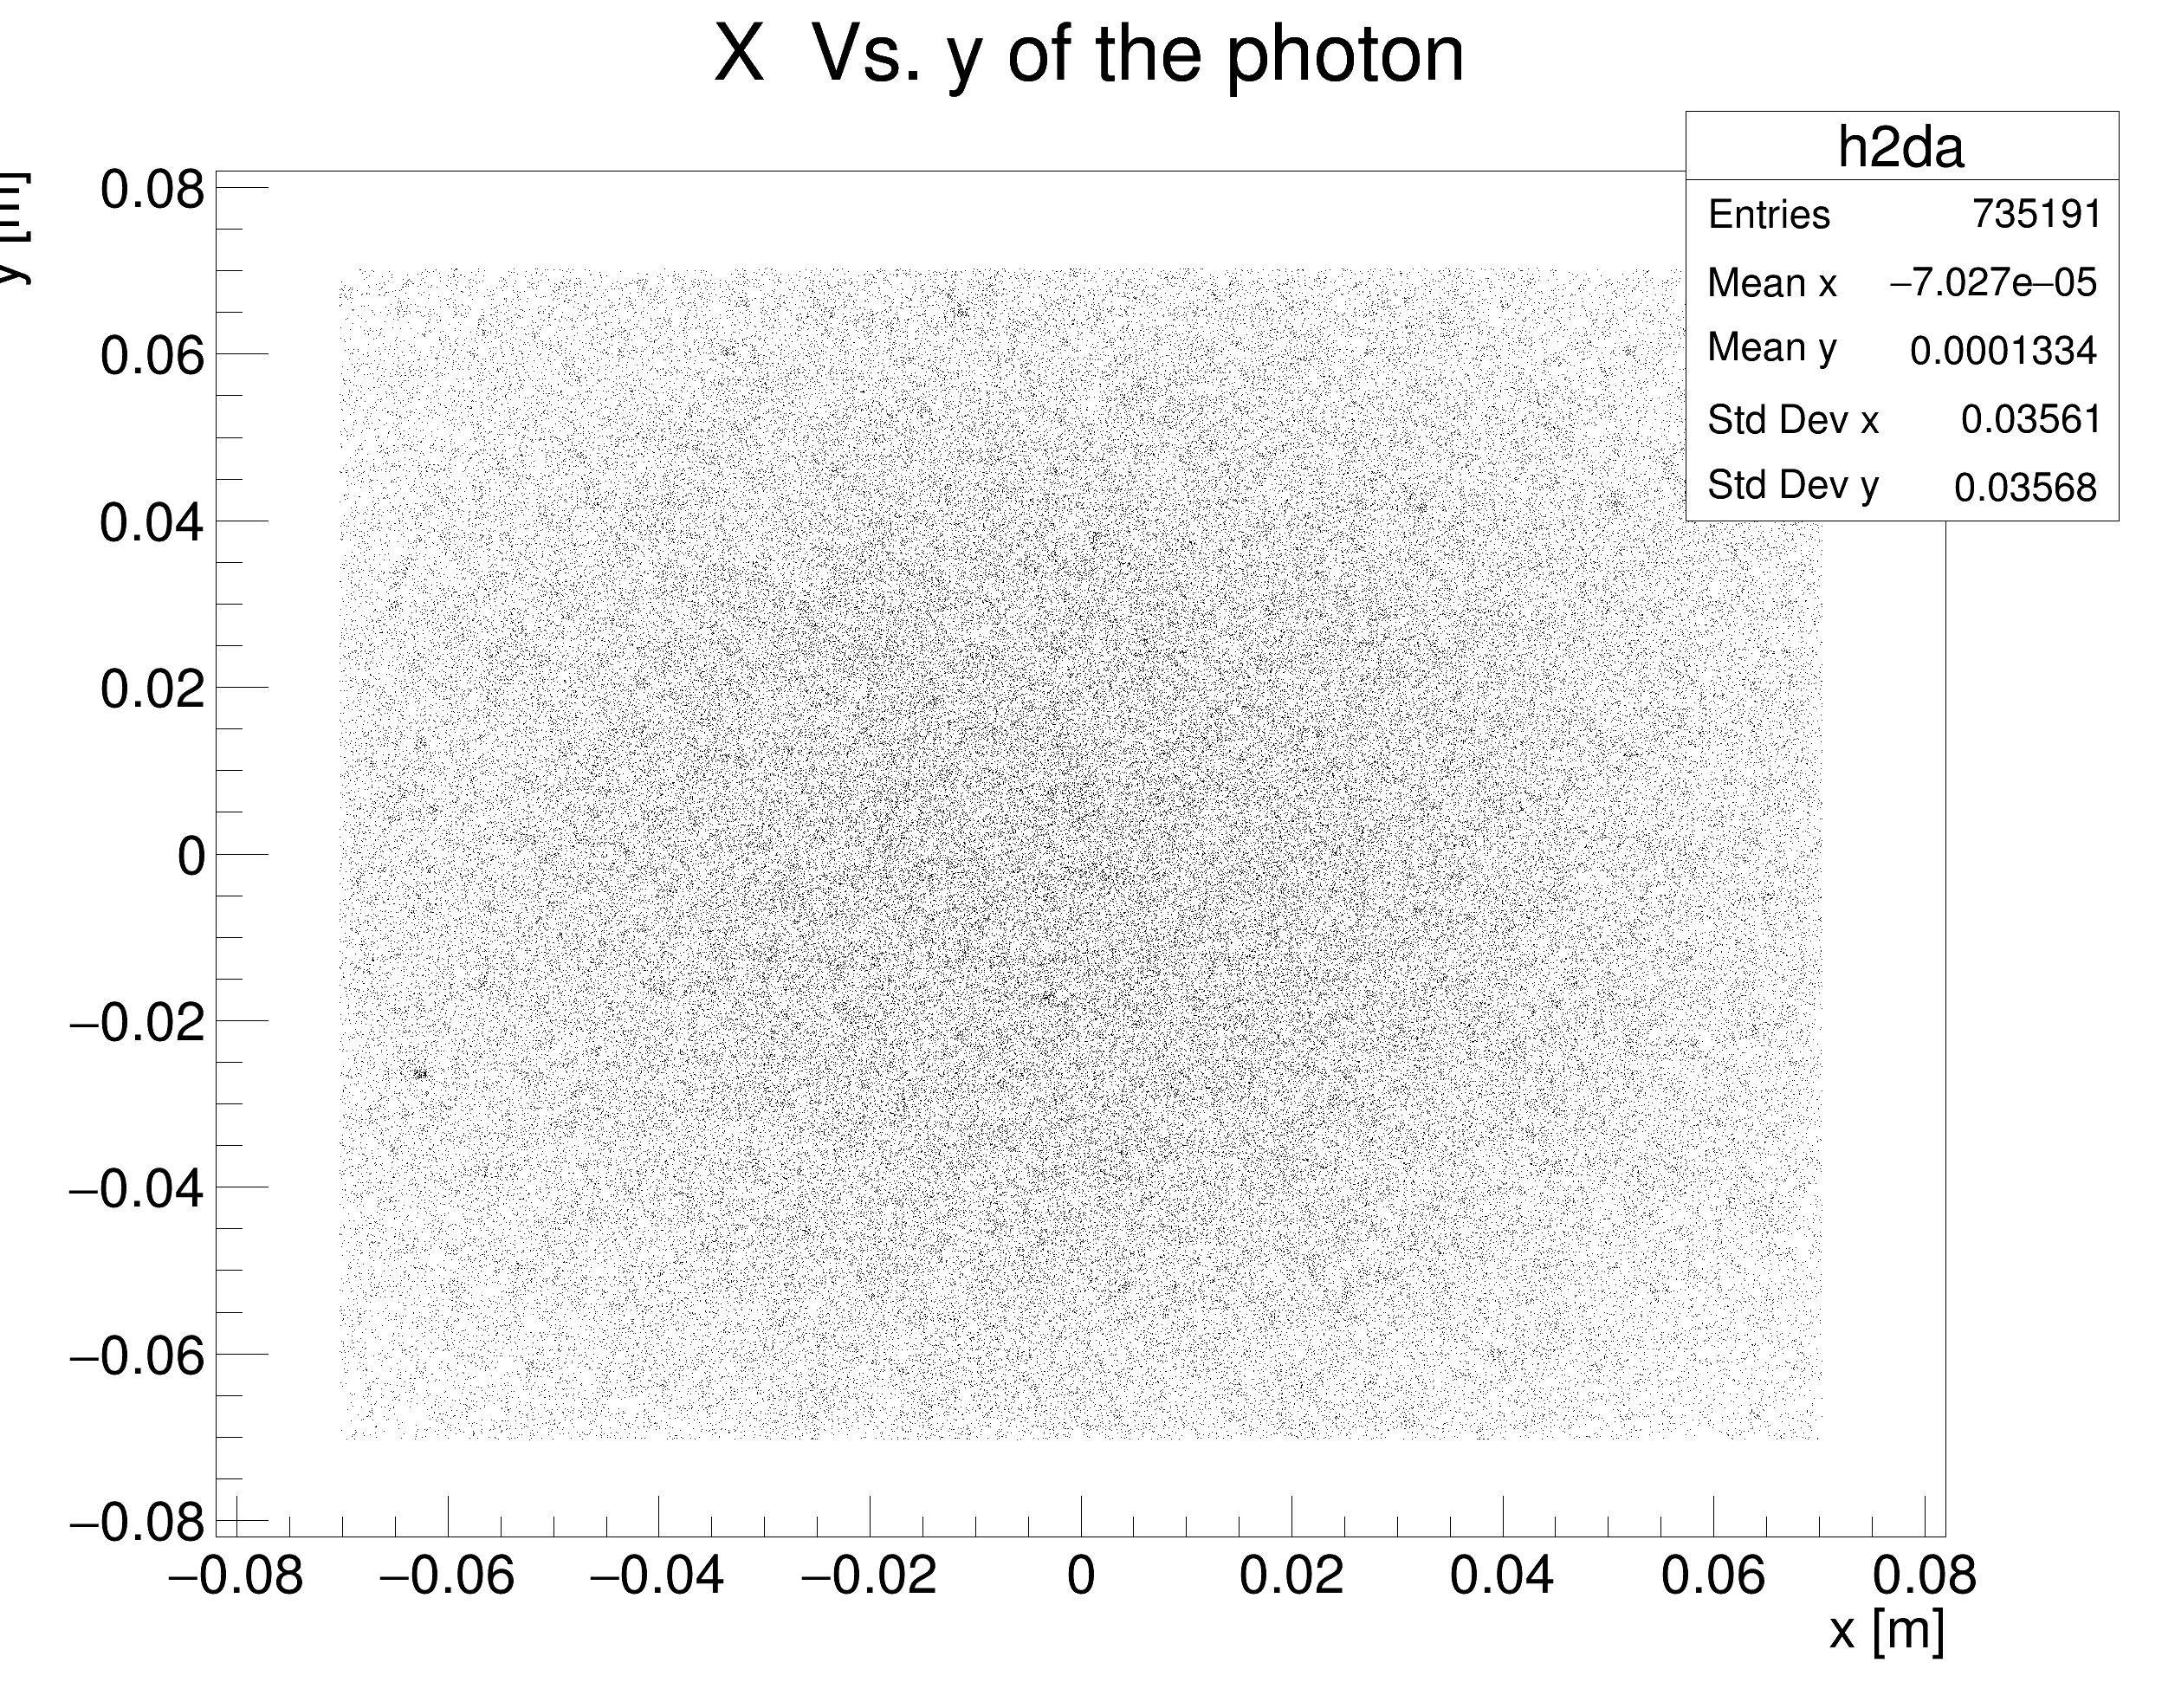 X Vs. y of the photon
h2da
Entries 735191
Mean x −7.027e−05
Mean y 0.0001334
Std Dev x 0.03561
Std Dev y 0.03568
y [m]
0.08
0.06
0.04
0.02
0
−0.02
−0.04
−0.06
−0.08
−0.08 −0.06 −0.04 −0.02 0 0.02 0.04 0.06 0.08
x [m]